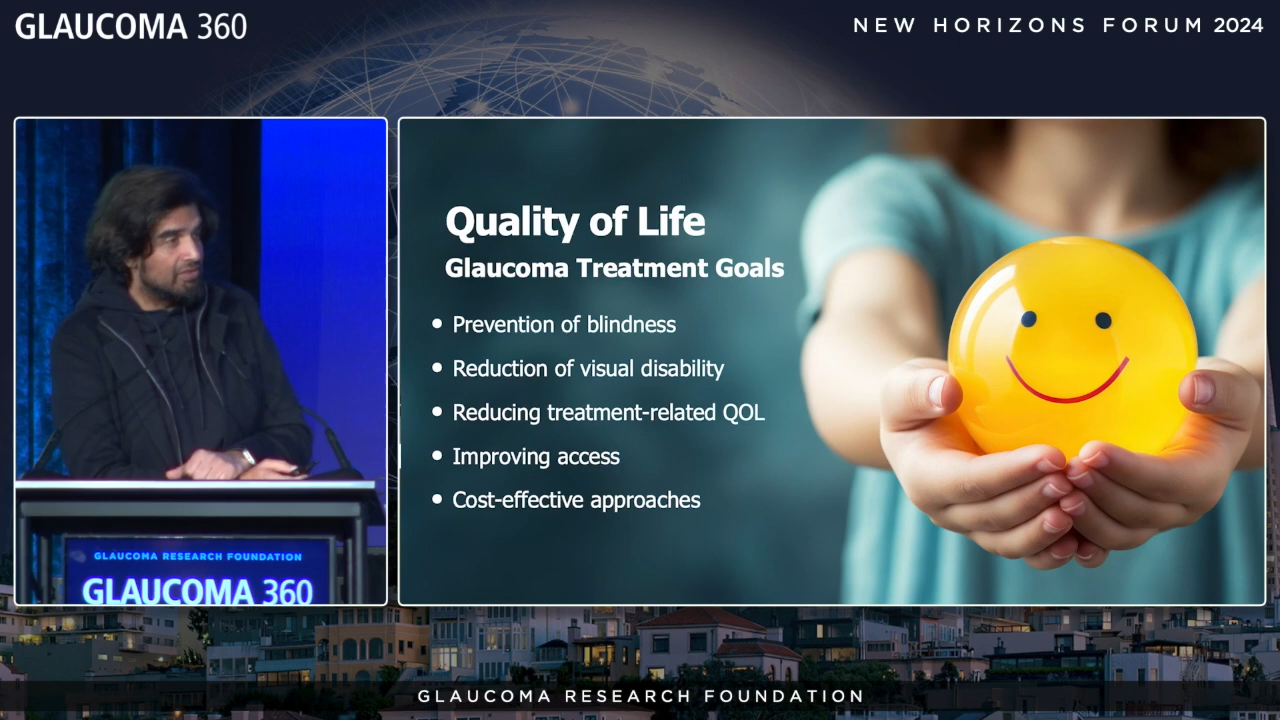 GLAUCOMA 360
NEW HORIZONS FORUM 2024
GLAUCOMA RESEARCH FOUNDATION
GLAUCOMA 360
Quality of Life
Glaucoma Treatment Goals
• Prevention of blindness
• Reduction of visual disability
• Reducing treatment-related QOL
• Improving access
• Cost-effective approaches
GLAUCOMA RESEARCH FOUNDATION